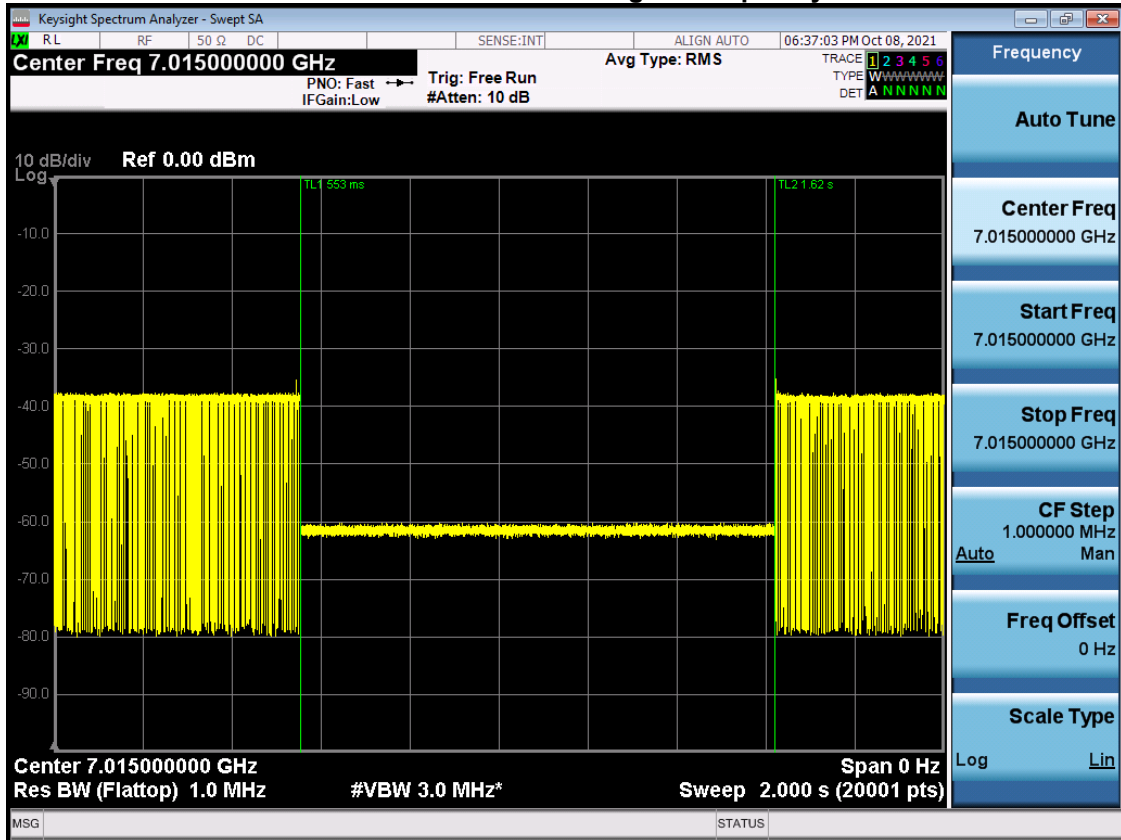 Keysight Spectrum Analyzer - Swept SA
LXI RL RF 50 Ω DC SENSE:INT ALIGN AUTO 06:37:03 PM Oct 08, 2021
Center Freq 7.015000000 GHz
PNO: Fast
IFGain:Low
Trig: Free Run
#Atten: 10 dB
Avg Type: RMS
TRACE 1 2 3 4 5 6
TYPE WWWWWWW
DET A N N N N N
10 dB/div Ref 0.00 dBm
Log
TL1 553 ms
TL2 1.62 s
-10.0
-20.0
-30.0
-40.0
-50.0
-60.0
-70.0
-80.0
-90.0
Center 7.015000000 GHz
Span 0 Hz
Res BW (Flattop) 1.0 MHz
#VBW 3.0 MHz*
Sweep 2.000 s (20001 pts)
MSG
STATUS
Frequency
Auto Tune
Center Freq
7.015000000 GHz
Start Freq
7.015000000 GHz
Stop Freq
7.015000000 GHz
CF Step
1.000000 MHz
Auto Man
Freq Offset
0 Hz
Scale Type
Log Lin